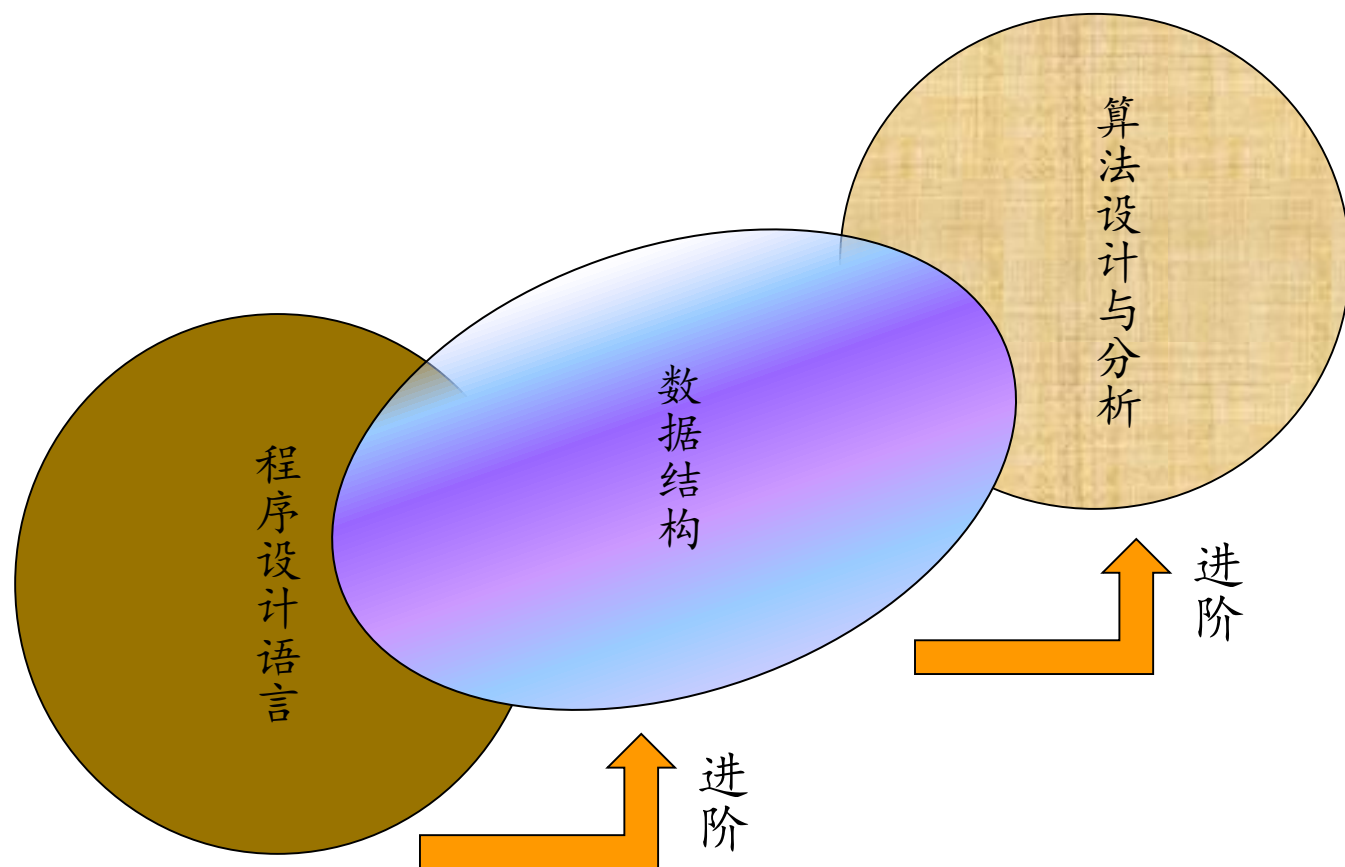 程序设计语言
数据结构
算法设计与分析
进阶
进阶